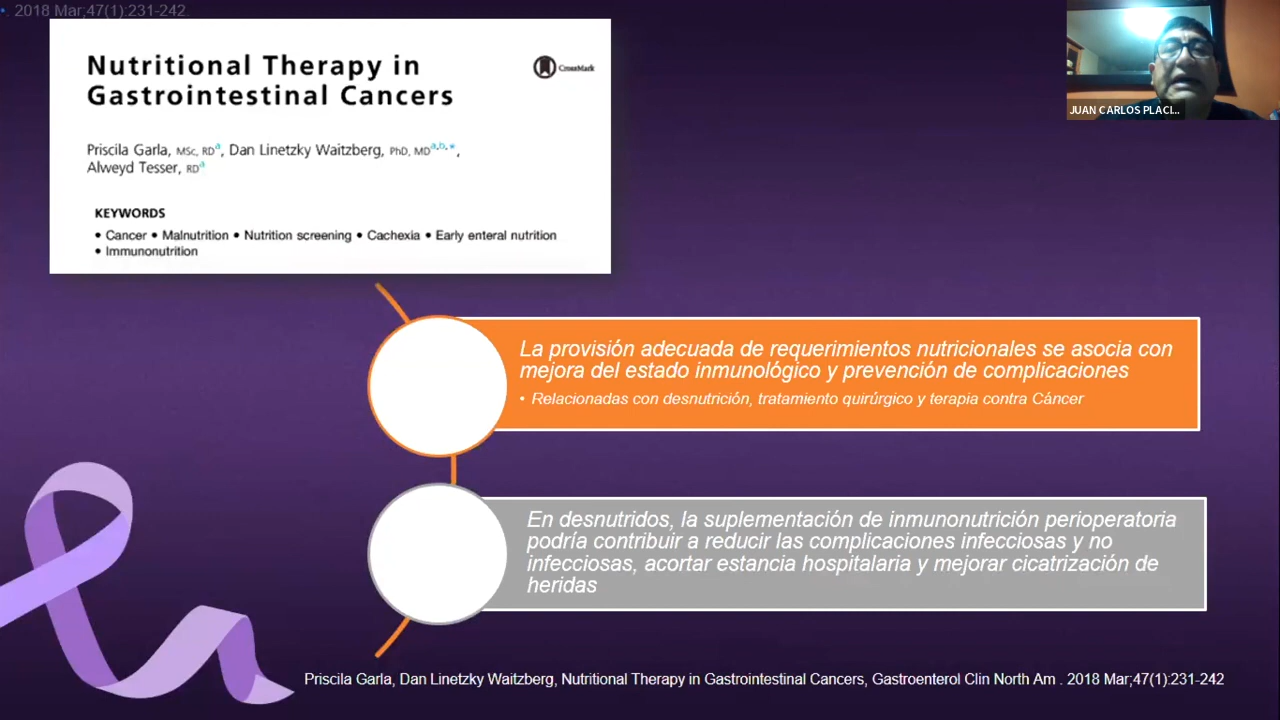 . 2018 Mar;47(1):231-242.
Nutritional Therapy in
Gastrointestinal Cancers
CrossMark
Priscila Garla, MSc, RDa, Dan Linetzky Waitzberg, PhD, MDa,b,*,
Alweyd Tesser, RDa
KEYWORDS
• Cancer • Malnutrition • Nutrition screening • Cachexia • Early enteral nutrition
• Immunonutrition
JUAN CARLOS PLACI...
La provisión adecuada de requerimientos nutricionales se asocia con
mejora del estado inmunológico y prevención de complicaciones
• Relacionadas con desnutrición, tratamiento quirúrgico y terapia contra Cáncer
En desnutridos, la suplementación de inmunonutrición perioperatoria
podría contribuir a reducir las complicaciones infecciosas y no
infecciosas, acortar estancia hospitalaria y mejorar cicatrización de
heridas
Priscila Garla, Dan Linetzky Waitzberg, Nutritional Therapy in Gastrointestinal Cancers, Gastroenterol Clin North Am . 2018 Mar;47(1):231-242